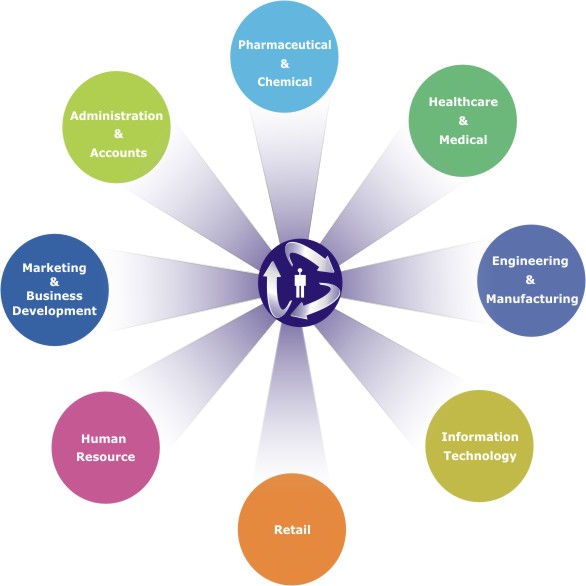 Pharmaceutical
&
Chemical
Healthcare
&
Medical
Engineering
&
Manufacturing
Information
Technology
Retail
Human
Resource
Marketing
&
Business
Development
Administration
&
Accounts